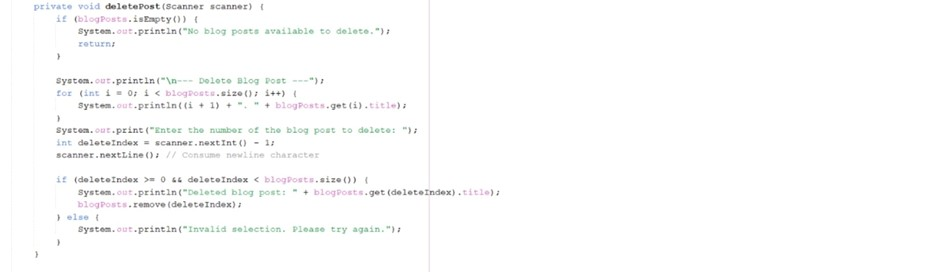 private void deletePost(Scanner scanner) {
    if (blogPosts.isEmpty()) {
        System.out.println("No blog posts available to delete.");
        return;
    }

    System.out.println("\n--- Delete Blog Post ---");
    for (int i = 0; i < blogPosts.size(); i++) {
        System.out.println((i + 1) + ". " + blogPosts.get(i).title);
    }
    System.out.print("Enter the number of the blog post to delete: ");
    int deleteIndex = scanner.nextInt() - 1;
    scanner.nextLine(); // Consume newline character

    if (deleteIndex >= 0 && deleteIndex < blogPosts.size()) {
        System.out.println("Deleted blog post: " + blogPosts.get(deleteIndex).title);
        blogPosts.remove(deleteIndex);
    } else {
        System.out.println("Invalid selection. Please try again.");
    }
}